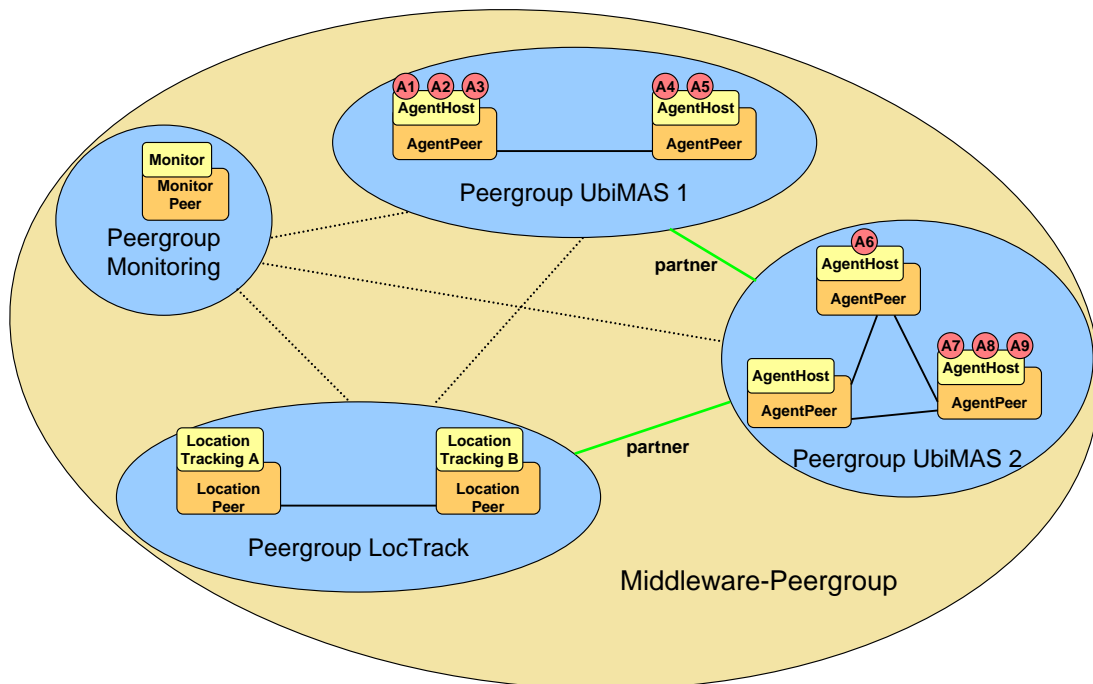 A1 A2 A3
AgentHost
AgentPeer
A4 A5
AgentHost
AgentPeer
Peergroup UbiMAS 1
Monitor
Monitor
Peer
Peergroup
Monitoring
partner
A6
AgentHost
AgentPeer
A7 A8 A9
AgentHost
AgentPeer
AgentHost
AgentPeer
Peergroup UbiMAS 2
partner
Location
Tracking A
Location
Peer
Location
Tracking B
Location
Peer
Peergroup LocTrack
Middleware-Peergroup